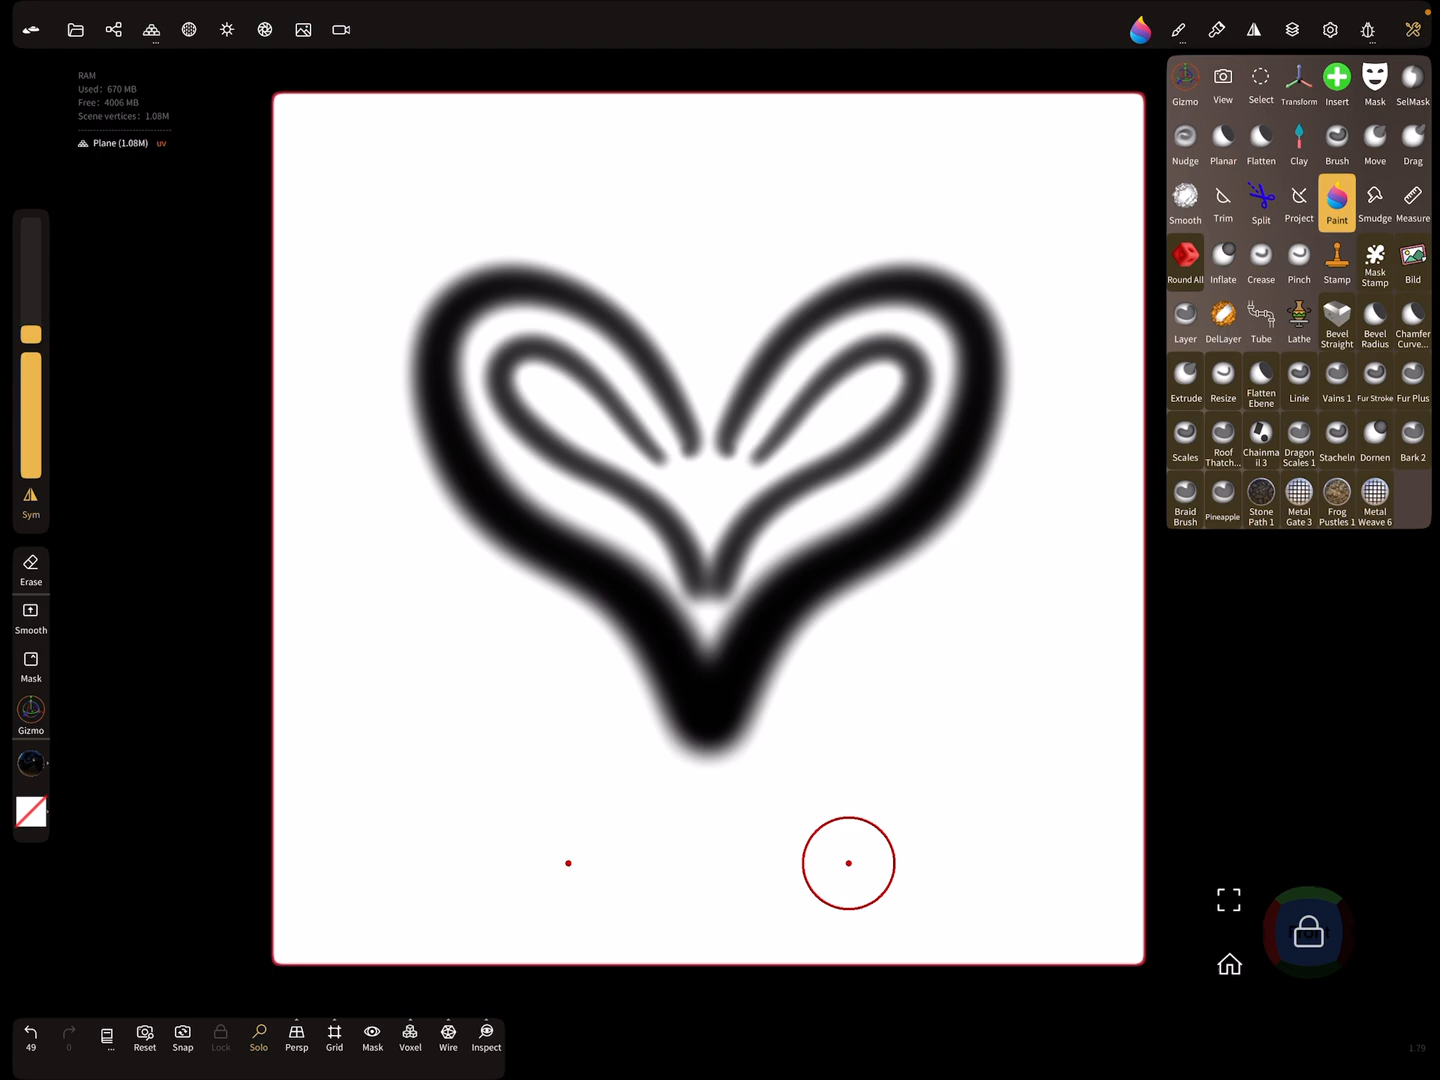 RAM
Used: 670 MB
Free: 4006 MB
Scene vertices: 1.08M
Plane (1.08M) uv
Sym
Erase
Smooth
Mask
Gizmo
Gizmo View Select Transform Insert Mask SelMask
Nudge Planar Flatten Clay Brush Move Drag
Smooth Trim Split Project Paint Smudge Measure
Round All Inflate Crease Pinch Stamp Mask Stamp Bild
Layer DelLayer Tube Lathe Bevel Straight Bevel Radius Chamfer Curve...
Extrude Resize Flatten Ebene Linie Vains 1 Fur Stroke Fur Plus
Scales Roof Thatch... Chainma il 3 Dragon Scales 1 Stacheln Dornen Bark 2
Braid Brush Pineapple Stone Path 1 Metal Gate 3 Frog Pustles 1 Metal Weave 6
49 0 ... Reset Snap Lock Solo Persp Grid Mask Voxel Wire Inspect
1.79